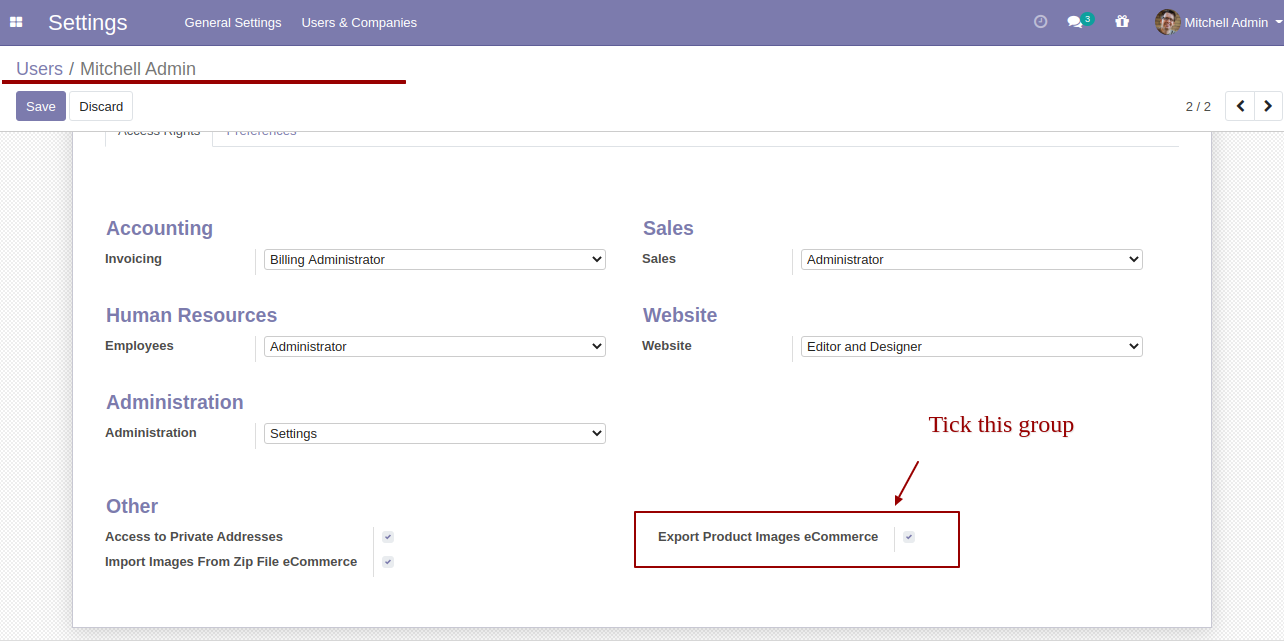 Settings General Settings Users & Companies 3 Mitchell Admin
Users / Mitchell Admin
Save Discard 2 / 2
Access Rights Preferences
Accounting Sales
Invoicing Billing Administrator Sales Administrator
Human Resources Website
Employees Administrator Website Editor and Designer
Administration
Administration Settings
Tick this group
Other
Access to Private Addresses Export Product Images eCommerce
Import Images From Zip File eCommerce